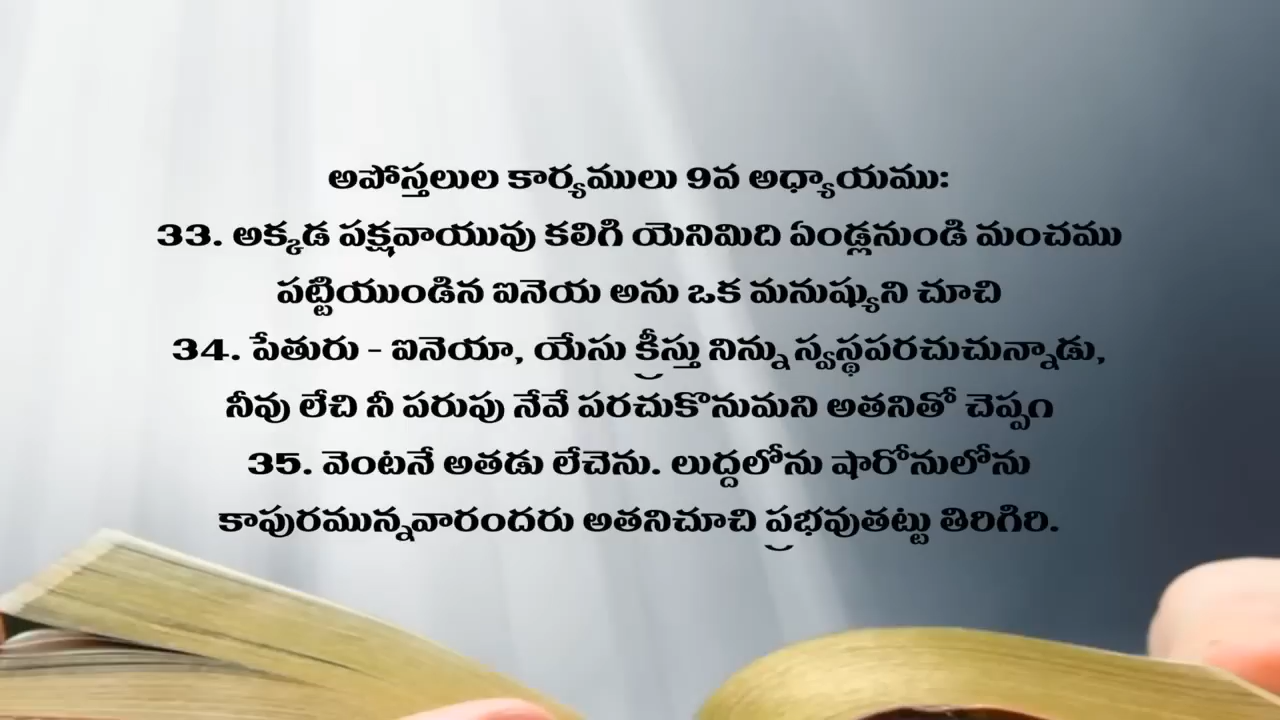 అపోస్తలుల కార్యములు 9వ అధ్యాయము:
33. అక్కడ పక్షవాయువు కలిగి యెనిమిది ఏండ్లనుండి మంచము
పట్టియుండిన ఐనెయ అను ఒక మనుష్యుని చూచి
34. పేతురు - ఐనెయా, యేసు క్రీస్తు నిన్ను స్వస్థపరచుచున్నాడు,
నీవు లేచి నీ పరుపు నేవే పరచుకొనుమని అతనితో చెప్పగ
35. వెంటనే అతడు లేచెను. లుద్దలోను షారోనులోను
కాపురమున్నవారందరు అతనిచూచి ప్రభవుతట్టు తిరిగిరి.